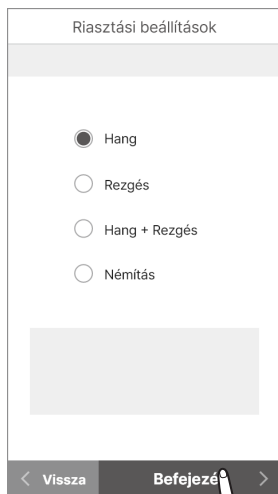 Riasztási beállítások
Hang
Rezgés
Hang + Rezgés
Némítás
< Vissza Befejezé >